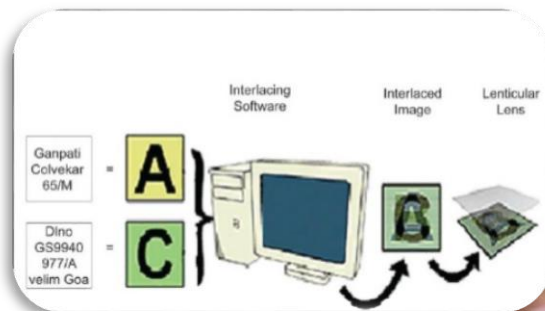 Interlacing
Software
Interlaced
Image
Lenticular
Lens
Ganpati
Colvekar
65/M
=
A
DIno
GS9940
977/A
velim Goa
=
C